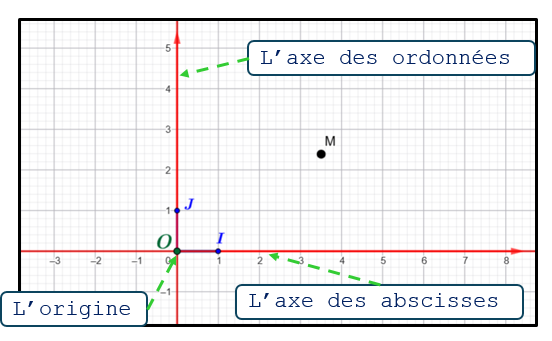 5
L'axe des ordonnées
4
3
M
2
1
J
O
I
-3 -2 -1 0 1 2 3 4 5 6 7 8
-1
L'origine
L'axe des abscisses